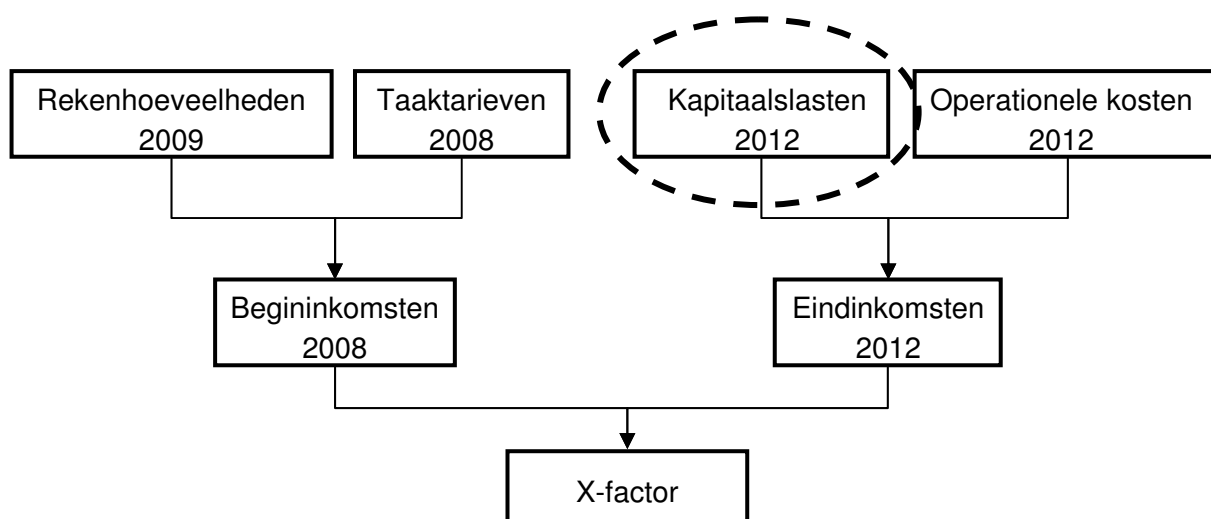 Rekenhoeveelheden
2009
Taaktarieven
2008
Kapitaalslasten
2012
Operationele kosten
2012
Begininkomsten
2008
Eindinkomsten
2012
X-factor